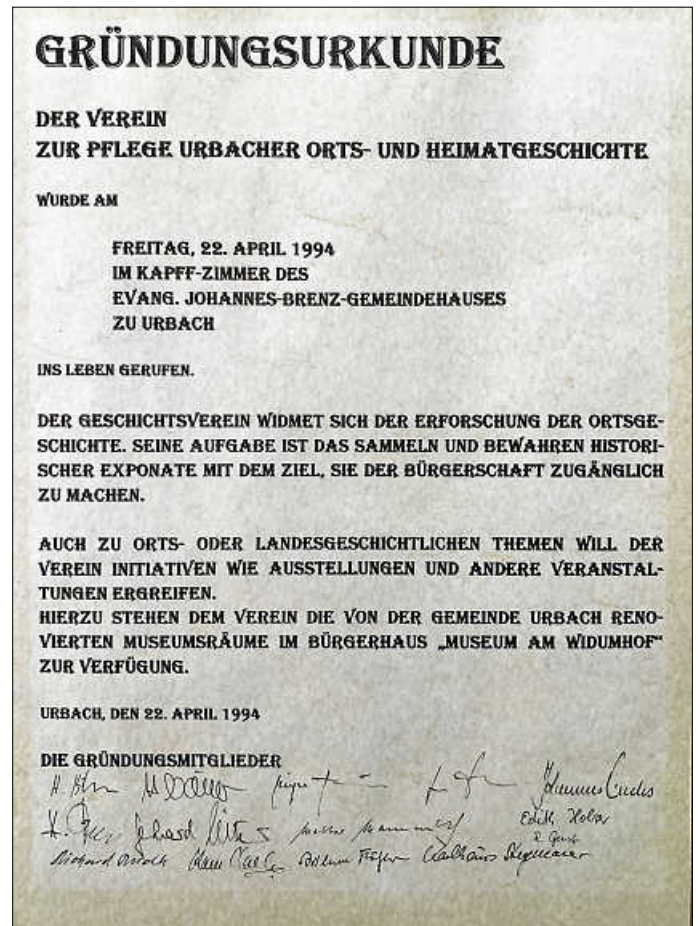 GRÜNDUNGSURKUNDE
DER VEREIN
ZUR PFLEGE URBACHER ORTS- UND HEIMATGESCHICHTE
WURDE AM
FREITAG, 22. APRIL 1994
IM KAPFF-ZIMMER DES
EVANG. JOHANNES-BRENZ-GEMEINDEHAUSES
ZU URBACH
INS LEBEN GERUFEN.
DER GESCHICHTSVEREIN WIDMET SICH DER ERFORSCHUNG DER ORTSGE-
SCHICHTE. SEINE AUFGABE IST DAS SAMMELN UND BEWAHREN HISTORI-
SCHER EXPONATE MIT DEM ZIEL, SIE DER BÜRGERSCHAFT ZUGÄNGLICH
ZU MACHEN.
AUCH ZU ORTS- ODER LANDESGESCHICHTLICHEN THEMEN WILL DER
VEREIN INITIATIVEN WIE AUSSTELLUNGEN UND ANDERE VERANSTAL-
TUNGEN ERGREIFEN.
HIERZU STEHEN DEM VEREIN DIE VON DER GEMEINDE URBACH RENO-
VIERTEN MUSEUMSRÄUME IM BÜRGERHAUS „MUSEUM AM WIDUMHOF“
ZUR VERFÜGUNG.
URBACH, DEN 22. APRIL 1994
DIE GRÜNDUNGSMITGLIEDER
Johannes
Edith
Richard